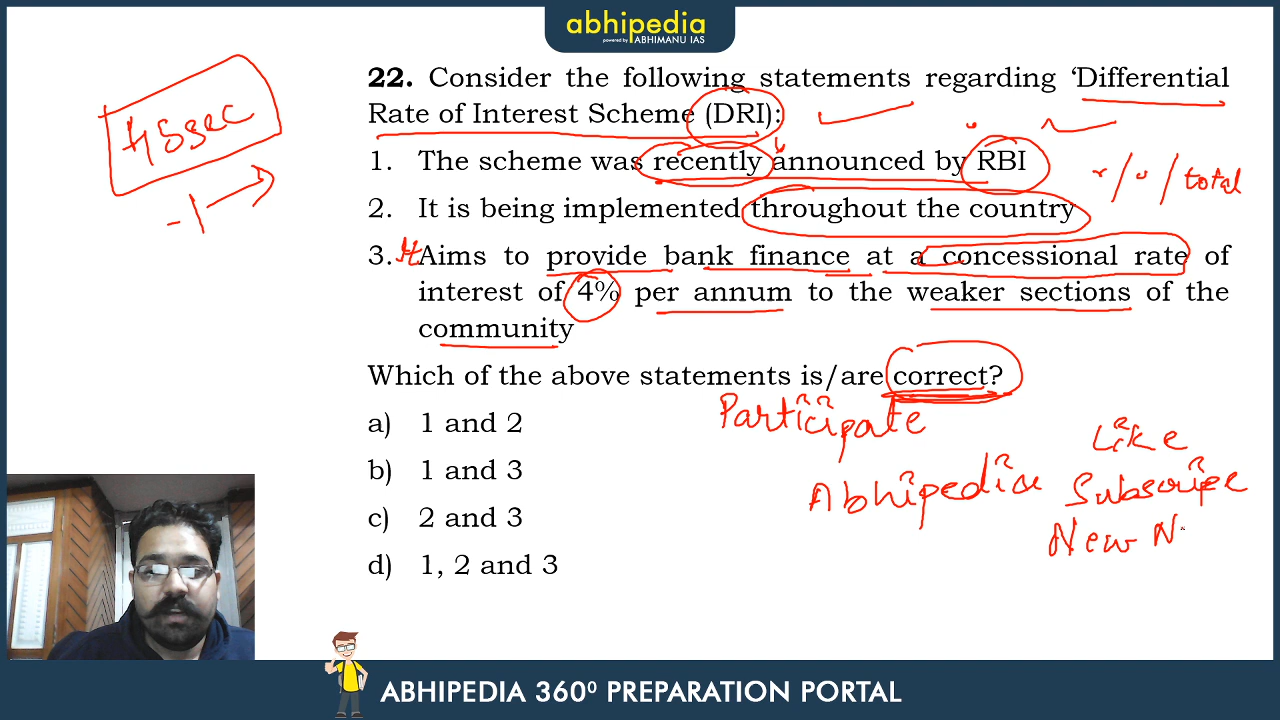 abhipedia
powered by ABHIMANU IAS
45sec
-1
22. Consider the following statements regarding ‘Differential
Rate of Interest Scheme (DRI):
1. The scheme was recently announced by RBI
r/u/total
2. It is being implemented throughout the country
3. It Aims to provide bank finance at a concessional rate of
interest of 4% per annum to the weaker sections of the
community
Which of the above statements is/are correct?
a) 1 and 2
b) 1 and 3
c) 2 and 3
d) 1, 2 and 3
Participate
Abhipedia
Like
Subscribe
New N
ABHIPEDIA 360⁰ PREPARATION PORTAL